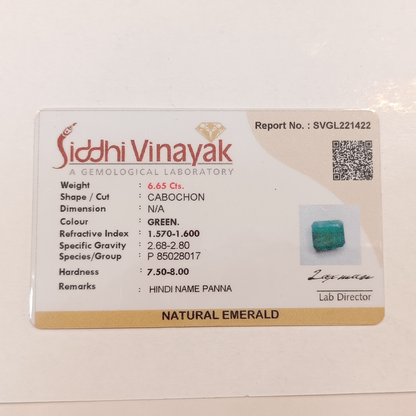 Siddhi Vinayak
A GEMOLOGICAL LABORATORY
Report No. : SVGL221422
Weight : 6.65 Cts.
Shape / Cut : CABOCHON
Dimension : N/A
Colour : GREEN.
Refractive Index : 1.570-1.600
Specific Gravity : 2.68-2.80
Species/Group : P 85028017
Hardness : 7.50-8.00
Remarks : HINDI NAME PANNA
Lab Director
NATURAL EMERALD